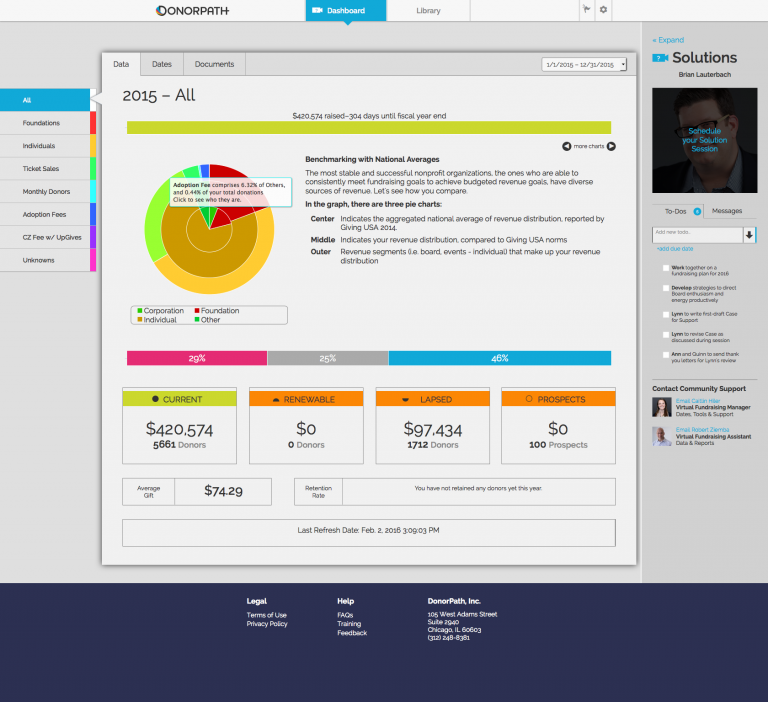 DONORPATH
Dashboard
Library
Data
Dates
Documents
1/1/2015 – 12/31/2015
All
Foundations
Individuals
Ticket Sales
Monthly Donors
Adoption Fees
CZ Fee w/ UpGives
Unknowns
2015 – All
$420,574 raised–304 days until fiscal year end
more charts
Adoption Fee comprises 6.32% of Others,
and 0.44% of your total donations.
Click to see who they are.
Corporation
Foundation
Individual
Other
Benchmarking with National Averages
The most stable and successful nonprofit organizations, the ones who are able to
consistently meet fundraising goals to achieve budgeted revenue goals, have diverse
sources of revenue. Let's see how you compare.
In the graph, there are three pie charts:
Center Indicates the aggregated national average of revenue distribution, reported by
Giving USA 2014.
Middle Indicates your revenue distribution, compared to Giving USA norms
Outer Revenue segments (i.e. board, events - individual) that make up your revenue
distribution
29%
25%
46%
CURRENT
$420,574
5661 Donors
RENEWABLE
$0
0 Donors
LAPSED
$97,434
1712 Donors
PROSPECTS
$0
100 Prospects
Average
Gift
$74.29
Retention
Rate
You have not retained any donors yet this year.
Last Refresh Date: Feb. 2, 2016 3:09:03 PM
« Expand
? Solutions
Brian Lauterbach
Schedule
your Solution
Session
To-Dos
Messages
Add new todo..
+add due date
Work together on a
fundraising plan for 2016
Develop strategies to direct
Board enthusiasm and
energy productively
Lynn to write first-draft Case
for Support
Lynn to revise Case as
discussed during session
Ann and Quinn to send thank
you letters for Lynn's review
Contact Community Support
Email Caitlin Hiler
Virtual Fundraising Manager
Dates, Tools & Support
Email Robert Ziemba
Virtual Fundraising Assistant
Data & Reports
Legal
Terms of Use
Privacy Policy
Help
FAQs
Training
Feedback
DonorPath, Inc.
105 West Adams Street
Suite 2940
Chicago, IL 60603
(312) 248-8381